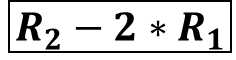 R₂ − 2 * R₁